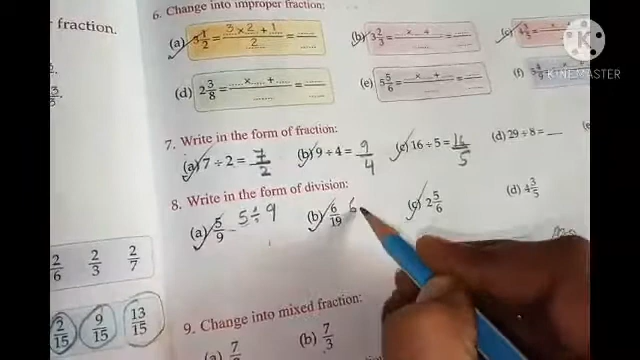 6. Change into improper fraction:
r fraction.
(a) 3 1/2 = 3 × 2 + 1 / 2 = ...... / ......
(b) 3 2/3 = ...×...+... / ...... = ...... / ......
(c)
(d) 2 3/8 = ......×......+...... / ...... = ...... / ......
(e) 5 5/6 = ...×...+... / ...... = ...... / ......
(f)
KINEMASTER
7. Write in the form of fraction:
(a) 7 ÷ 2 = 7/2 (b) 9 ÷ 4 = 9/4 (c) 16 ÷ 5 = 16/5 (d) 29 ÷ 8 = __
8. Write in the form of division:
(a) 5/9 5 ÷ 9 (b) 6/19 6 (c) 2 5/6 (d) 4 3/5
2/6 2/3 2/7
2/15 9/15 13/15
9. Change into mixed fraction:
(a) 7 (b) 7/3